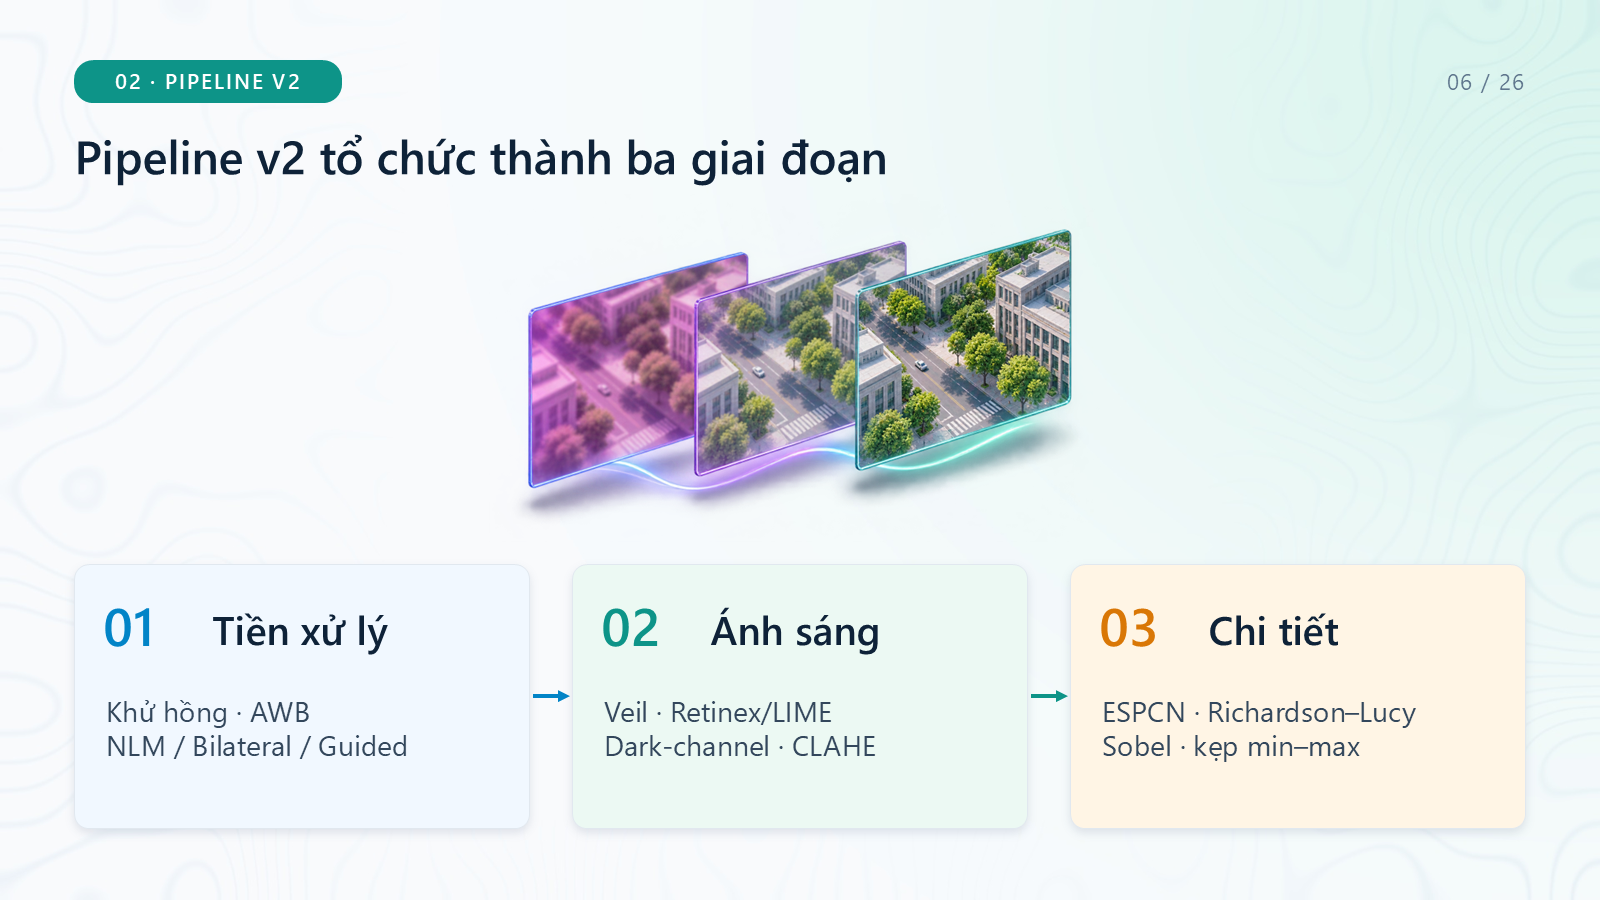 02 · PIPELINE V2
06 / 26
Pipeline v2 tổ chức thành ba giai đoạn
01 Tiền xử lý
Khử hồng · AWB
NLM / Bilateral / Guided
02 Ánh sáng
Veil · Retinex/LIME
Dark-channel · CLAHE
03 Chi tiết
ESPCN · Richardson–Lucy
Sobel · kẹp min–max